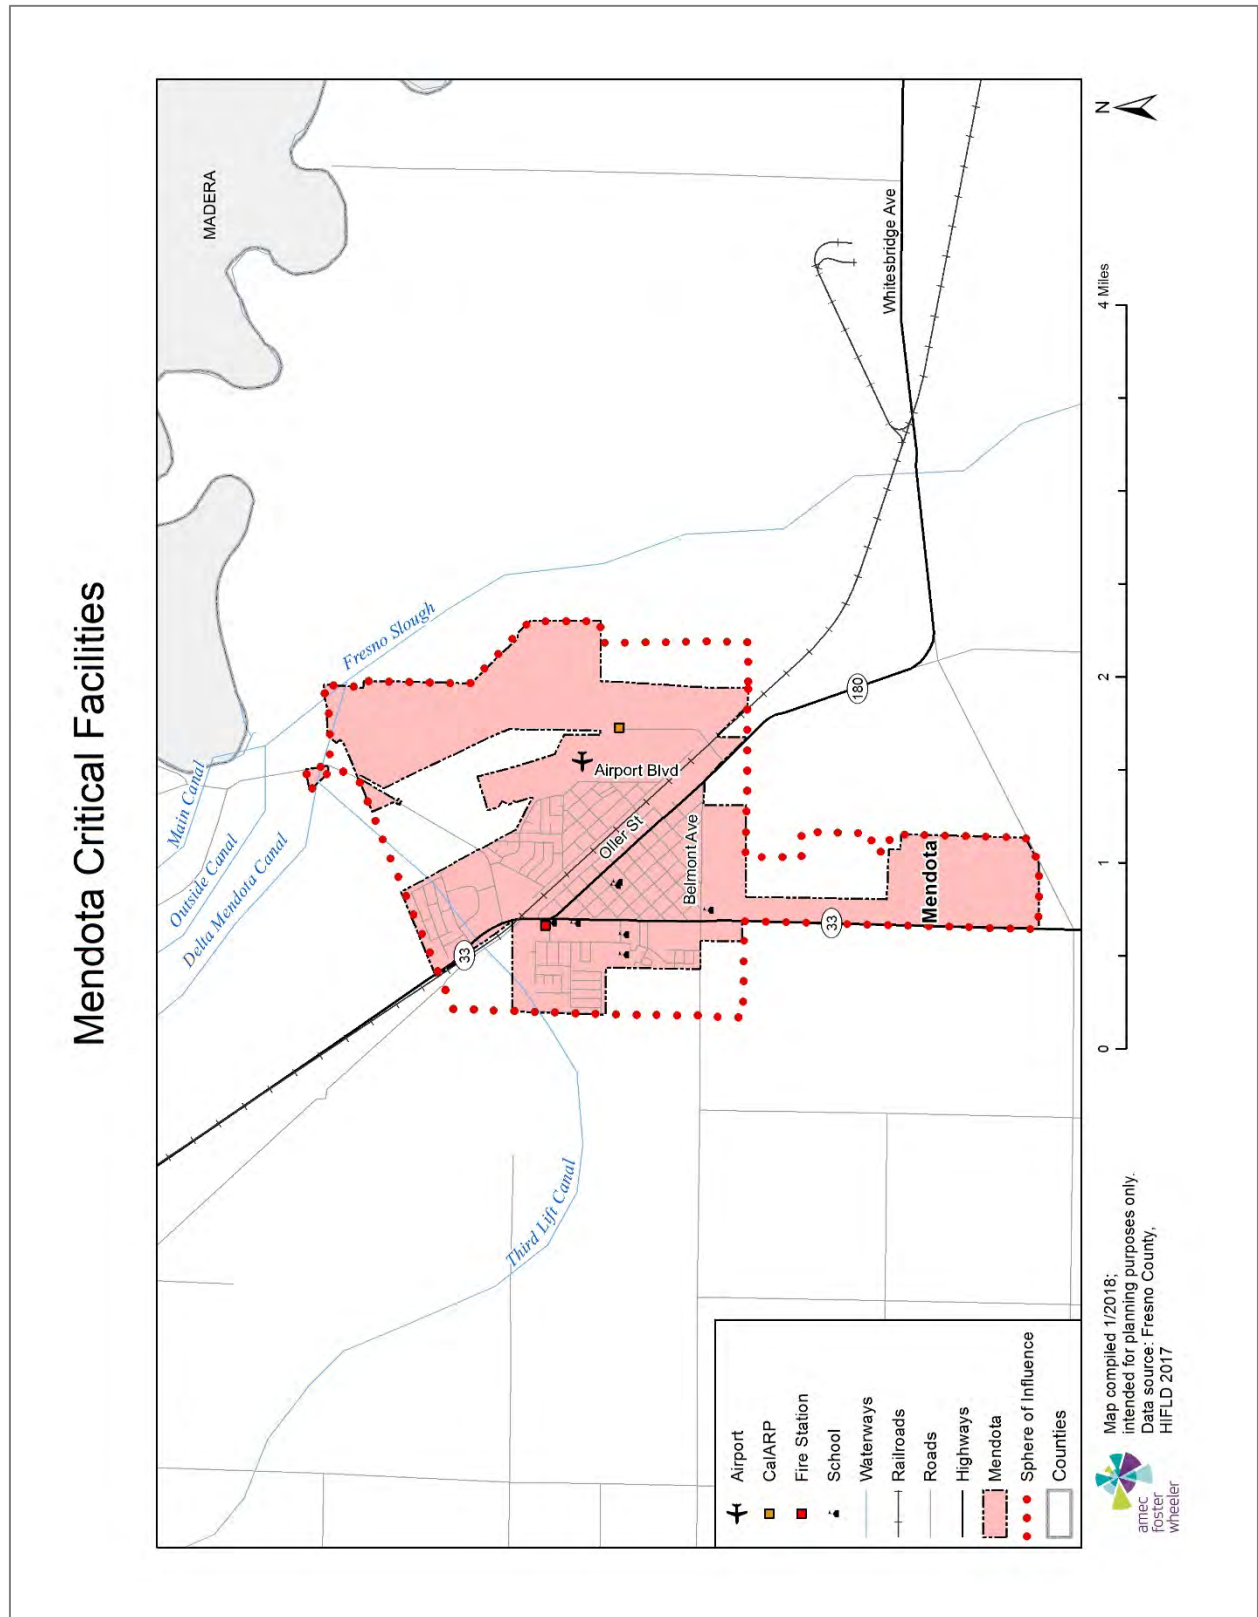 Mendota Critical Facilities
MADERA
Main Canal
Outside Canal
Delta Mendota Canal
Fresno Slough
Third Lift Canal
33
Airport Blvd
Oller St
Belmont Ave
180
Whitesbridge Ave
33
Mendota
Airport
CalARP
Fire Station
School
Waterways
Railroads
Roads
Highways
Mendota
Sphere of Influence
Counties
amec
foster
wheeler
Map compiled 1/2018;
intended for planning purposes only.
Data source: Fresno County,
HIFLD 2017
0 1 2 4 Miles
N